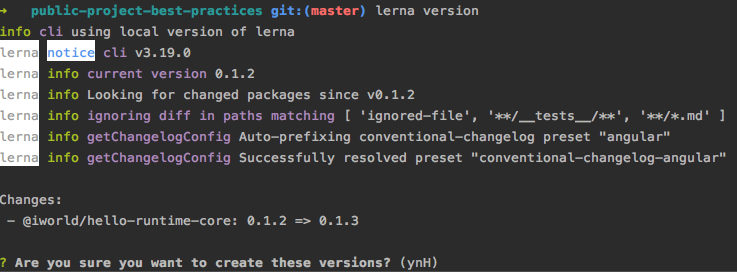 → public-project-best-practices git:(master) lerna version
info cli using local version of lerna
lerna notice cli v3.19.0
lerna info current version 0.1.2
lerna info Looking for changed packages since v0.1.2
lerna info ignoring diff in paths matching [ 'ignored-file', '**/__tests__/**', '**/*.md' ]
lerna info getChangelogConfig Auto-prefixing conventional-changelog preset "angular"
lerna info getChangelogConfig Successfully resolved preset "conventional-changelog-angular"
Changes:
- @iworld/hello-runtime-core: 0.1.2 => 0.1.3
? Are you sure you want to create these versions? (ynH)